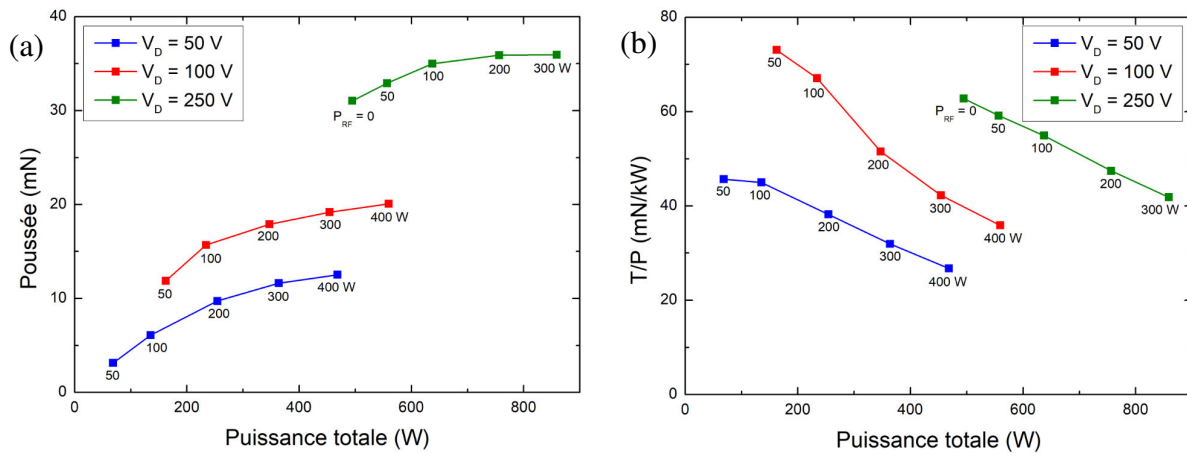 (a)
V_D = 50 V
V_D = 100 V
V_D = 250 V
Poussée (mN)
40
30
20
10
0
P_RF = 0
50
100
200
300 W
50
100
200
300
400 W
50
100
200
300
400 W
0
200
400
600
800
Puissance totale (W)
(b)
V_D = 50 V
V_D = 100 V
V_D = 250 V
T/P (mN/kW)
80
60
40
20
0
50
100
200
300
400 W
P_RF = 0
50
100
200
300 W
50
100
200
300
400 W
0
200
400
600
800
Puissance totale (W)